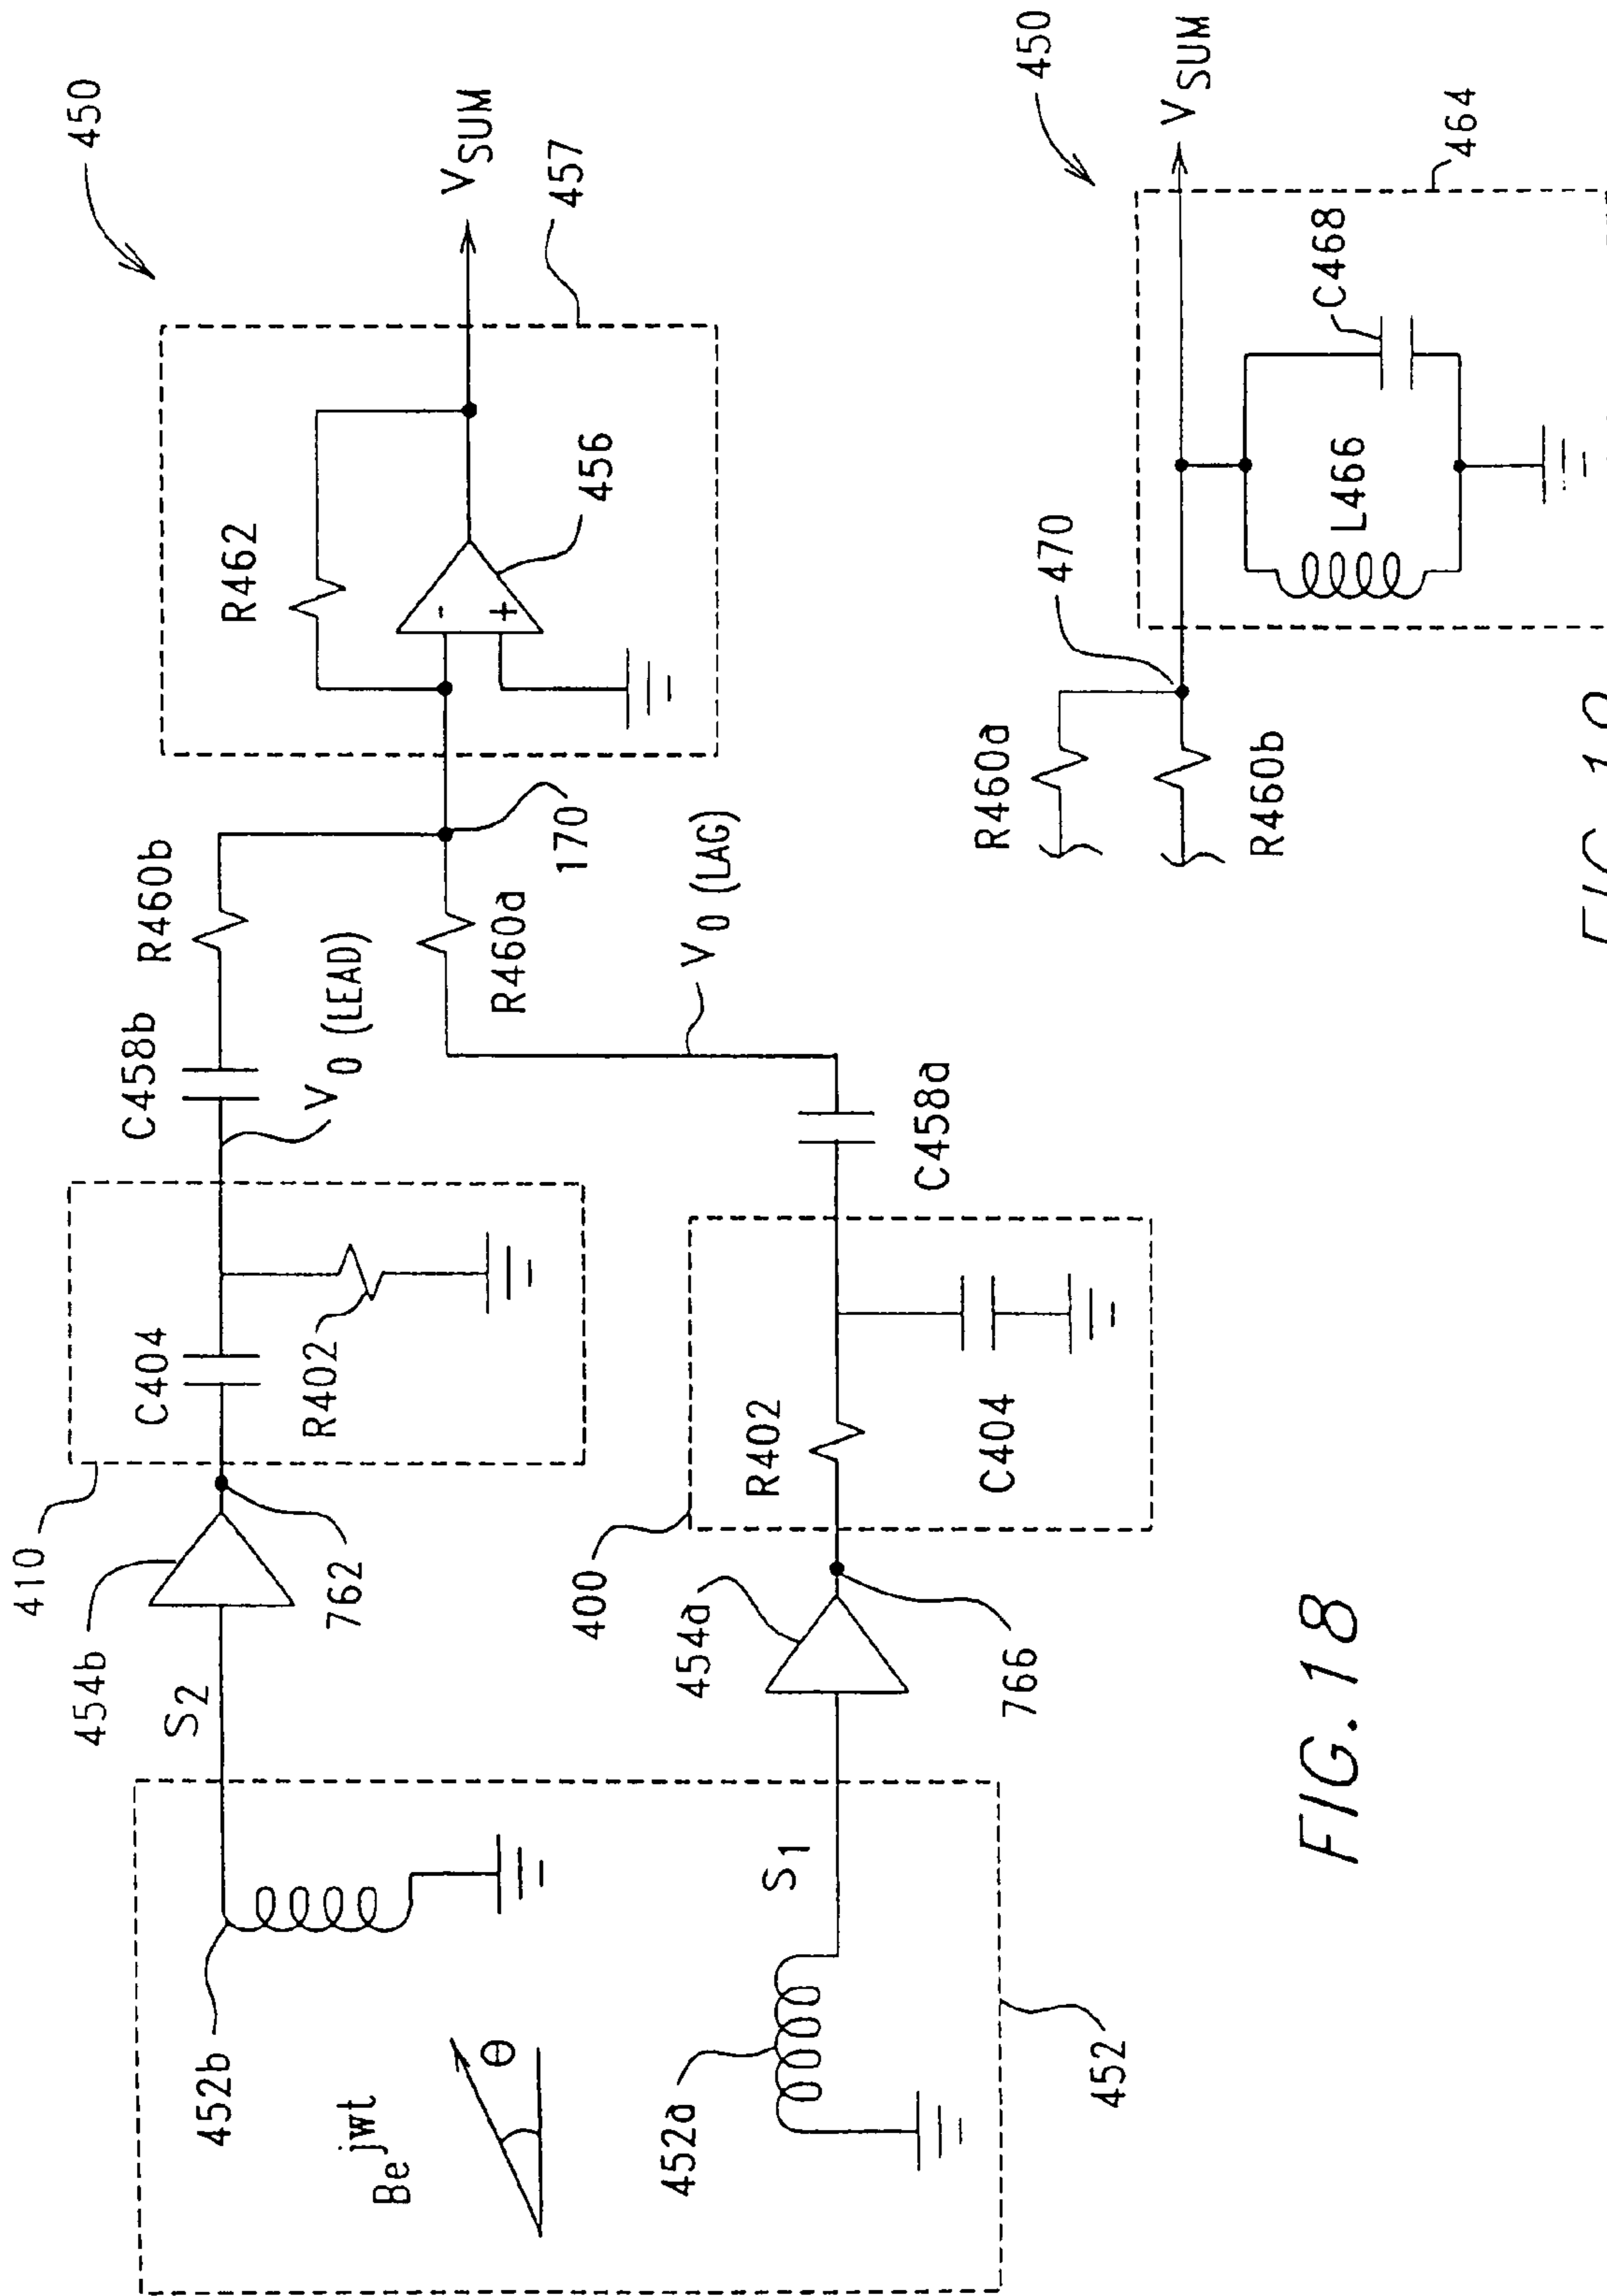 450
410
454b
S2
452b
Be^jwt
θ
C404
R402
762
C458b
V0 (LEAD)
R460b
170
R462
-
+
456
VSUM
457
R460a
V0 (LAG)
C458a
400
454a
R402
C404
766
S1
452a
452
FIG. 18
450
VSUM
464
C468
L466
470
R460a
R460b